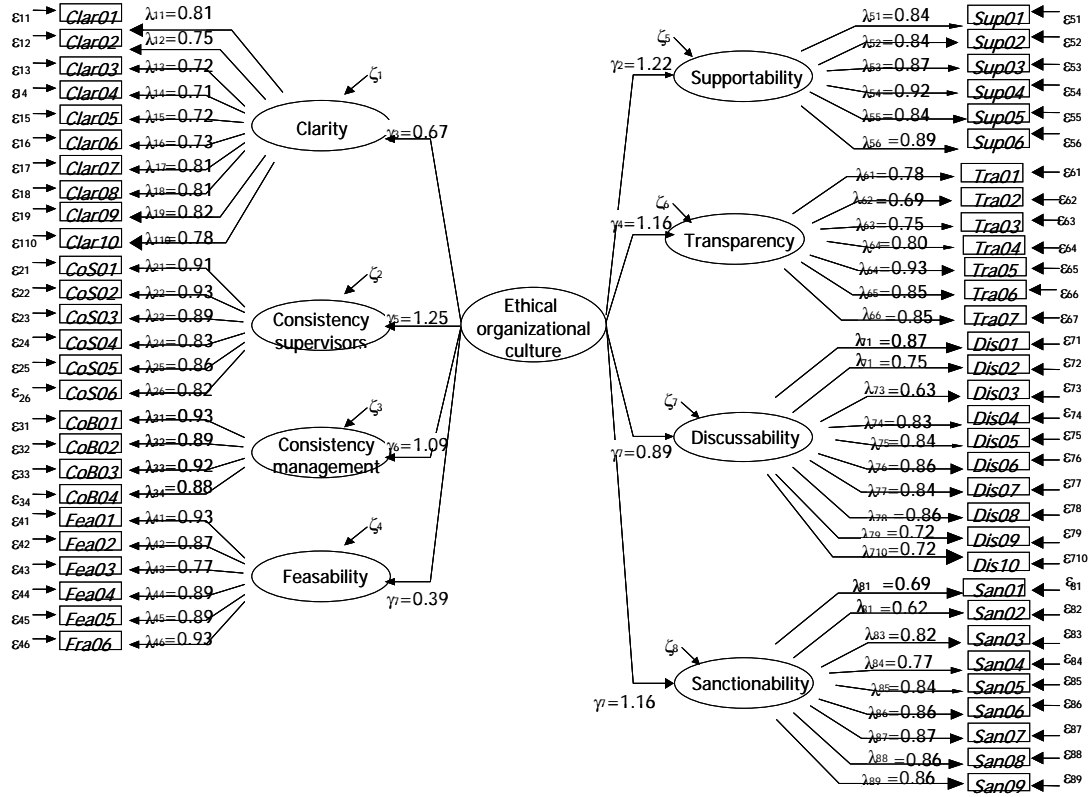 ε11 Clar01 λ11=0.81
ε12 Clar02 λ12=0.75
ε13 Clar03 λ13=0.72
ε14 Clar04 λ14=0.71
ε15 Clar05 λ15=0.72
ε16 Clar06 λ16=0.73
ε17 Clar07 λ17=0.81
ε18 Clar08 λ18=0.81
ε19 Clar09 λ19=0.82
ε110 Clar10 λ110=0.78
ζ1
Clarity
γ3=0.67
ε21 CoS01 λ21=0.91
ε22 CoS02 λ22=0.93
ε23 CoS03 λ23=0.89
ε24 CoS04 λ24=0.83
ε25 CoS05 λ25=0.86
ε26 CoS06 λ26=0.82
ζ2
Consistency
supervisors
γ5=1.25
ε31 CoB01 λ31=0.93
ε32 CoB02 λ32=0.89
ε33 CoB03 λ33=0.92
ε34 CoB04 λ34=0.88
ζ3
Consistency
management
γ6=1.09
ε41 Fea01 λ41=0.93
ε42 Fea02 λ42=0.87
ε43 Fea03 λ43=0.77
ε44 Fea04 λ44=0.89
ε45 Fea05 λ45=0.89
ε46 Fra06 λ46=0.93
ζ4
Feasability
γ7=0.39
Ethical
organizational
culture
γ2=1.22
ζ5
Supportability
λ51=0.84 Sup01 ε51
λ52=0.84 Sup02 ε52
λ53=0.87 Sup03 ε53
λ54=0.92 Sup04 ε54
λ55=0.84 Sup05 ε55
λ56=0.89 Sup06 ε56
γ4=1.16
ζ6
Transparency
λ61=0.78 Tra01 ε61
λ62=0.69 Tra02 ε62
λ63=0.75 Tra03 ε63
λ64=0.80 Tra04 ε64
λ64=0.93 Tra05 ε65
λ65=0.85 Tra06 ε66
λ66=0.85 Tra07 ε67
γ7=0.89
ζ7
Discussability
λ71=0.87 Dis01 ε71
λ71=0.75 Dis02 ε72
λ73=0.63 Dis03 ε73
λ74=0.83 Dis04 ε74
λ75=0.84 Dis05 ε75
λ76=0.86 Dis06 ε76
λ77=0.84 Dis07 ε77
λ78=0.86 Dis08 ε78
λ79=0.72 Dis09 ε79
λ710=0.72 Dis10 ε710
γ7=1.16
ζ8
Sanctionability
λ81=0.69 San01 ε81
λ81=0.62 San02 ε82
λ83=0.82 San03 ε83
λ84=0.77 San04 ε84
λ85=0.84 San05 ε85
λ86=0.86 San06 ε86
λ87=0.87 San07 ε87
λ88=0.86 San08 ε88
λ89=0.86 San09 ε89